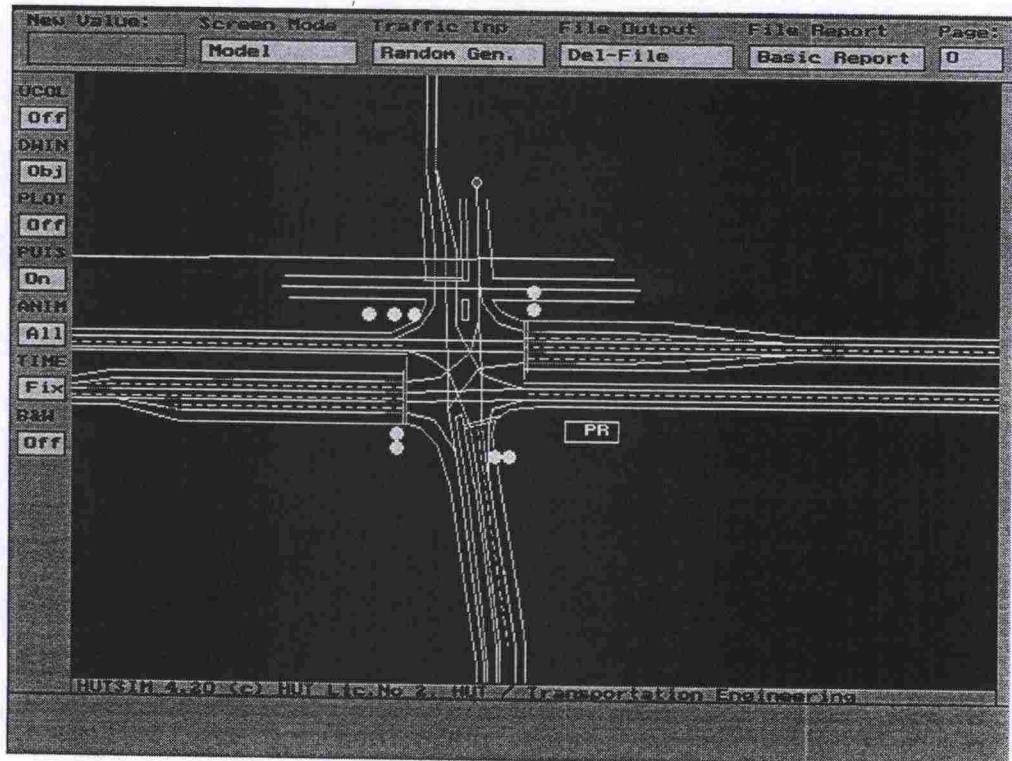 New Value: Screen Mode Traffic Inp File Output File Report Page:
Model Random Gen. Del-File Basic Report 0
UCOL
Off
DWIN
Obj
PLOT
Off
PVIS
On
ANIM
All
TIME
Fix
B&W
Off
PR
HUTSIM 4.20 (c) HUT Lic.No 2. HUT / Transportation Engineering